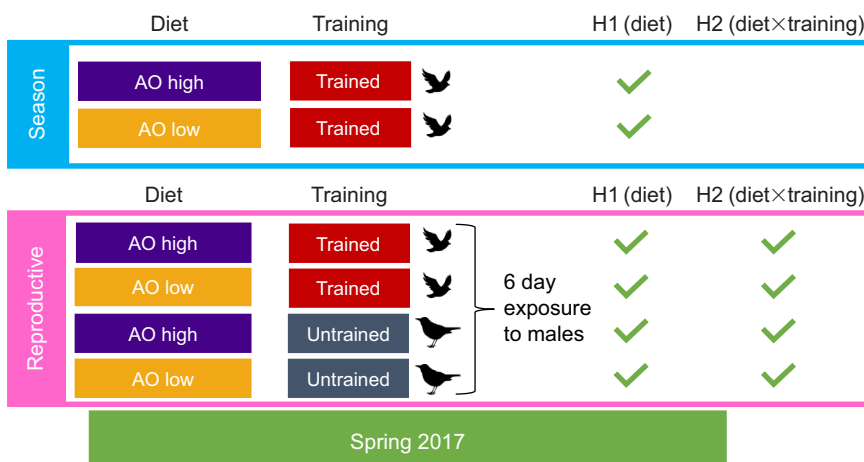 Diet Training H1 (diet) H2 (diet×training)
Season
AO high Trained
AO low Trained
Diet Training H1 (diet) H2 (diet×training)
Reproductive
AO high Trained
AO low Trained
AO high Untrained
AO low Untrained
6 day
exposure
to males
Spring 2017